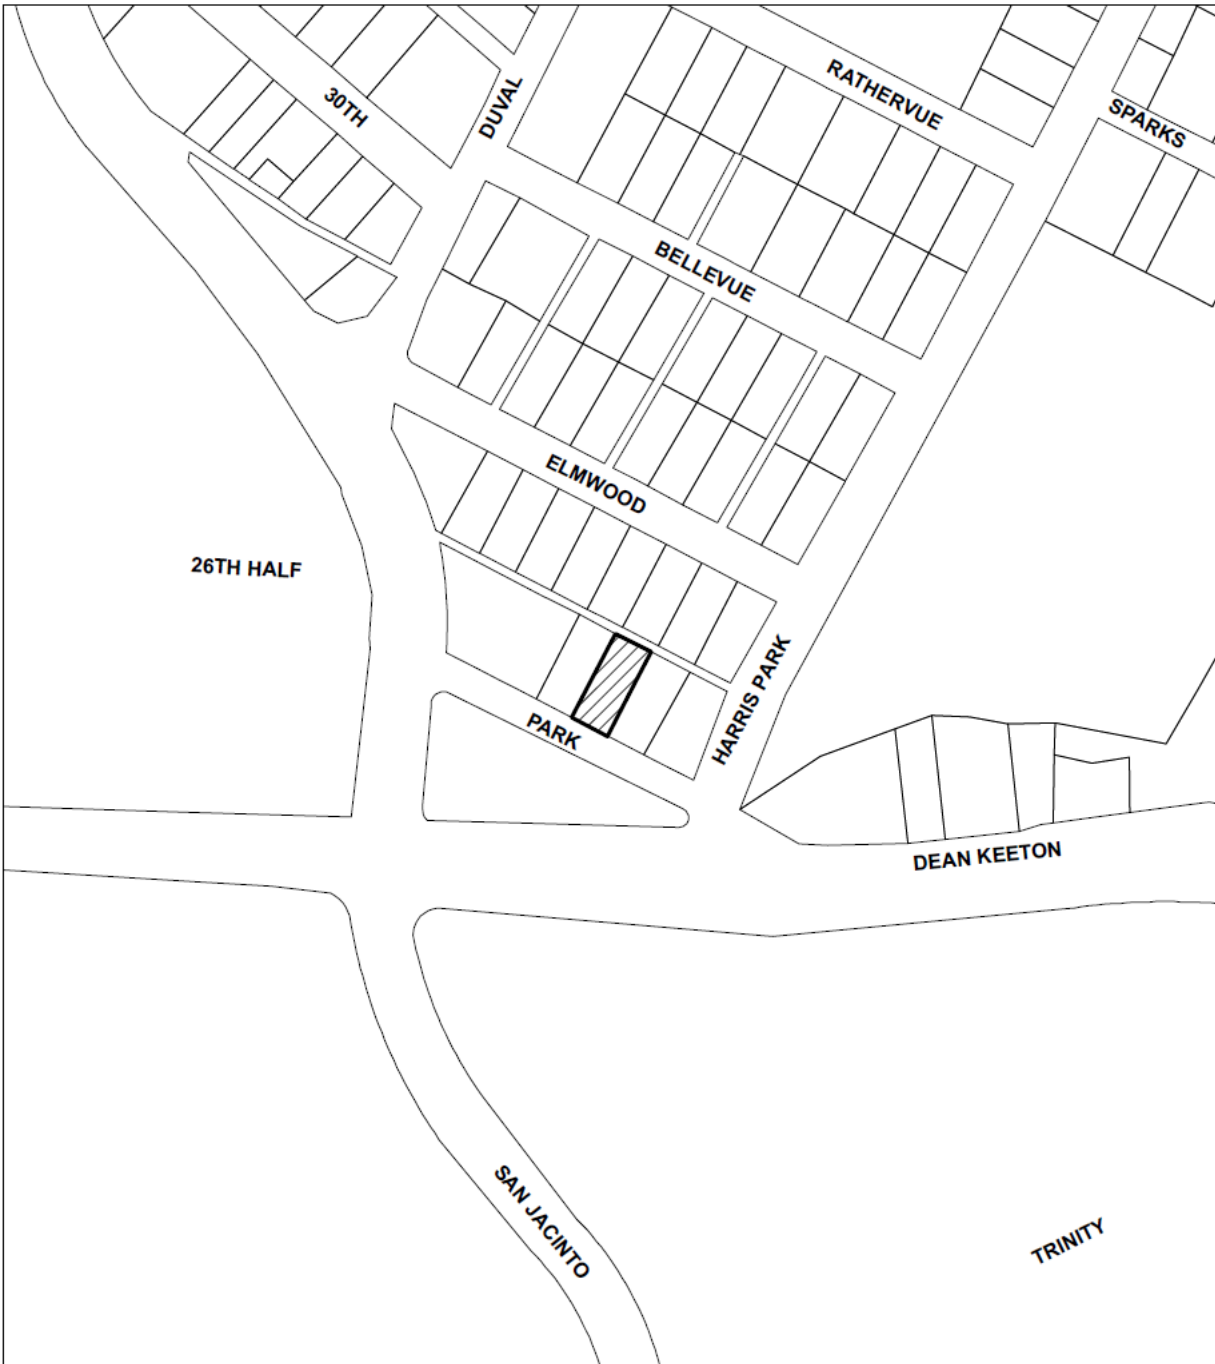 RATHERVUE
30TH
DUVAL
SPARKS
BELLEVUE
ELMWOOD
26TH HALF
HARRIS PARK
PARK
DEAN KEETON
SAN JACINTO
TRINITY